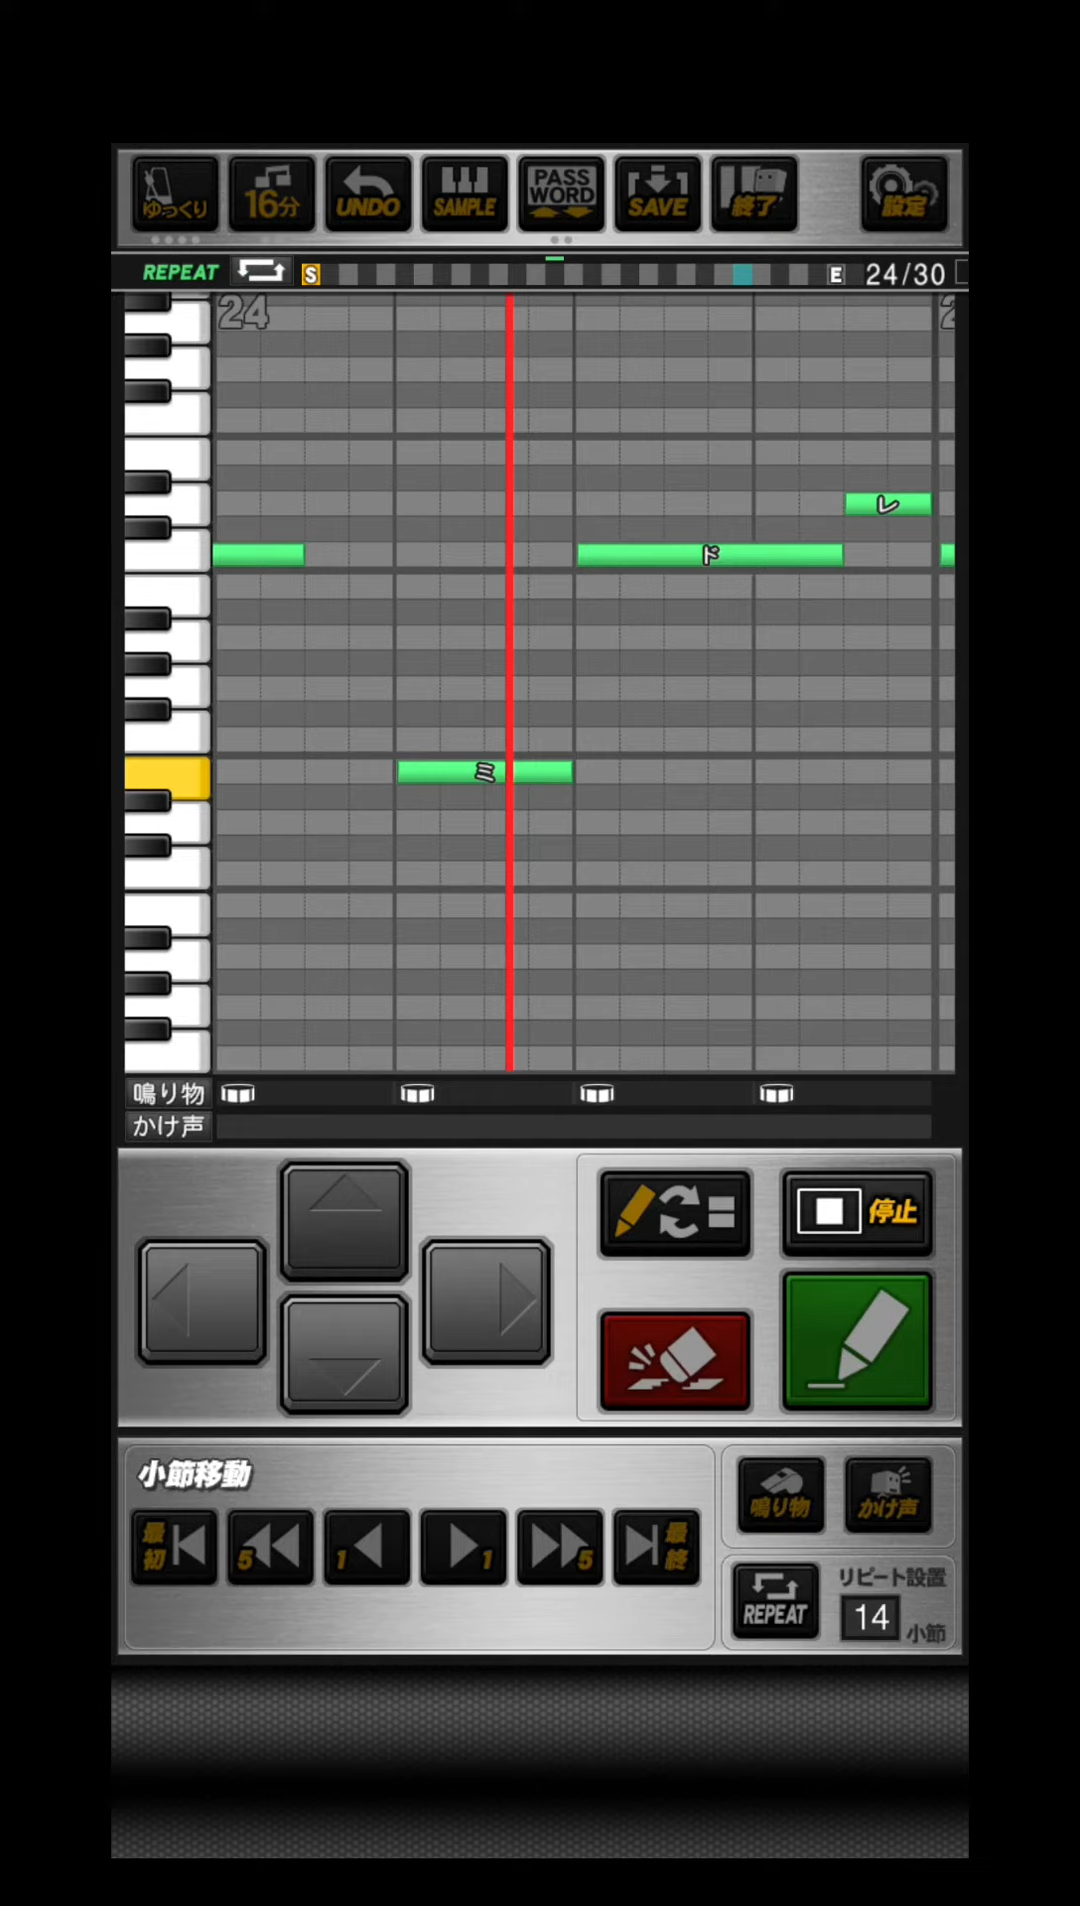 ゆっくり 16分 UNDO SAMPLE PASS WORD SAVE 終了 設定
REPEAT S E 24/30
24
レ
ド
ミ
鳴り物
かけ声
停止
小節移動
鳴り物 かけ声
最初 5 1 1 5 最終
REPEAT リピート設置
14 小節